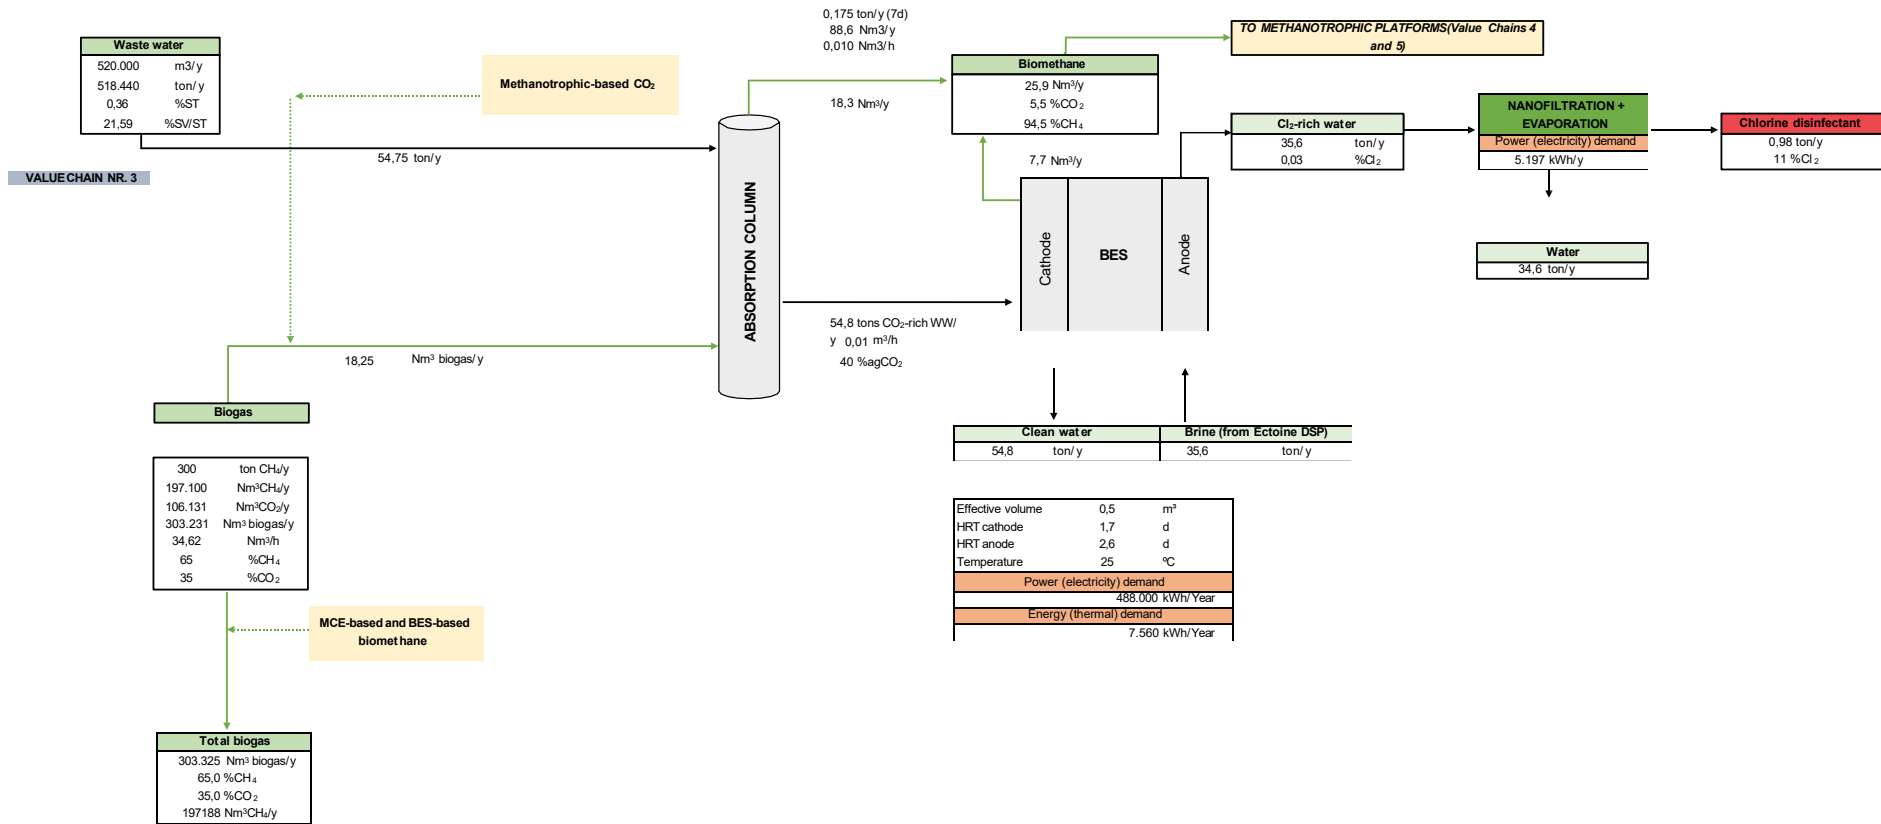 0,175 ton/y (7d)
88,6 Nm3/y
0,010 Nm3/h
TO METHANOTROPHIC PLATFORMS(Value Chains 4
and 5)
Waste water
520.000 m3/y
518.440 ton/y
0,36 %ST
21,59 %SV/ST
Methanotrophic-based CO₂
Biomethane
25,9 Nm³/y
5,5 %CO₂
94,5 %CH₄
18,3 Nm³/y
NANOFILTRATION +
EVAPORATION
Power (electricity) demand
5.197 kWh/y
Cl₂-rich water
35,6 ton/y
0,03 %Cl₂
Chlorine disinfectant
0,98 ton/y
11 %Cl₂
54,75 ton/y
7,7 Nm³/y
VALUE CHAIN NR. 3
ABSORPTION COLUMN
Cathode
BES
Anode
Water
34,6 ton/y
54,8 tons CO₂-rich WW/
y 0,01 m³/h
40 %agCO₂
18,25 Nm³ biogas/y
Biogas
300 ton CH₄/y
197.100 Nm³CH₄/y
106.131 Nm³CO₂/y
303.231 Nm³ biogas/y
34,62 Nm³/h
65 %CH₄
35 %CO₂
Clean water
54,8 ton/y
Brine (from Ectoine DSP)
35,6 ton/y
Effective volume 0,5 m³
HRT cathode 1,7 d
HRT anode 2,6 d
Temperature 25 ºC
Power (electricity) demand
488.000 kWh/Year
Energy (thermal) demand
7.560 kWh/Year
MCE-based and BES-based
biomethane
Total biogas
303.325 Nm³ biogas/y
65,0 %CH₄
35,0 %CO₂
197188 Nm³CH₄/y